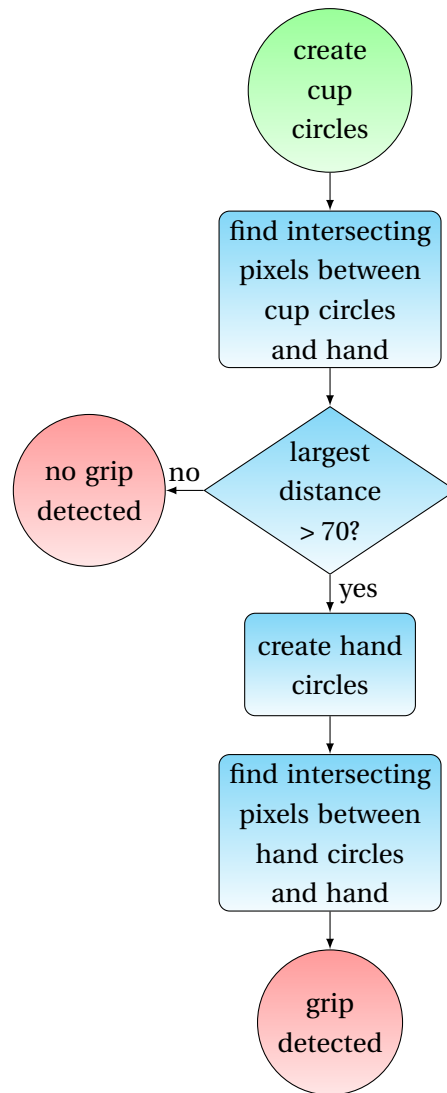 create
cup
circles
find intersecting
pixels between
cup circles
and hand
largest
distance
> 70?
no
no grip
detected
yes
create hand
circles
find intersecting
pixels between
hand circles
and hand
grip
detected